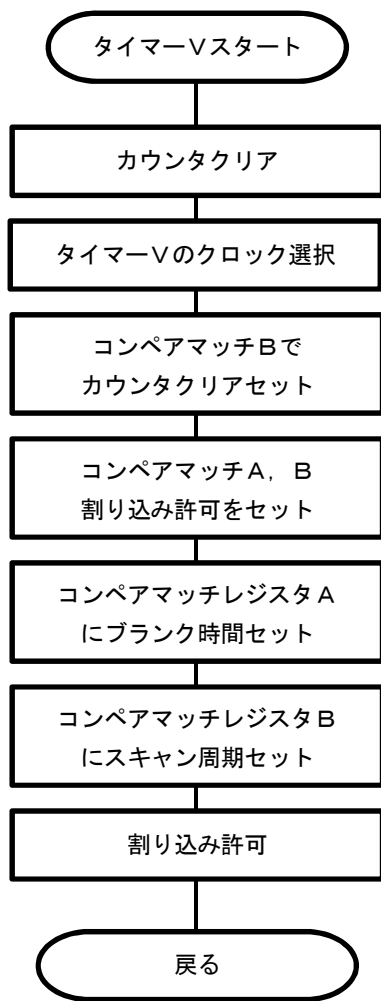 タイマーＶスタート
カウンタクリア
タイマーＶのクロック選択
コンペアマッチＢで
カウンタクリアセット
コンペアマッチＡ，Ｂ
割り込み許可をセット
コンペアマッチレジスタＡ
にブランク時間セット
コンペアマッチレジスタＢ
にスキャン周期セット
割り込み許可
戻る